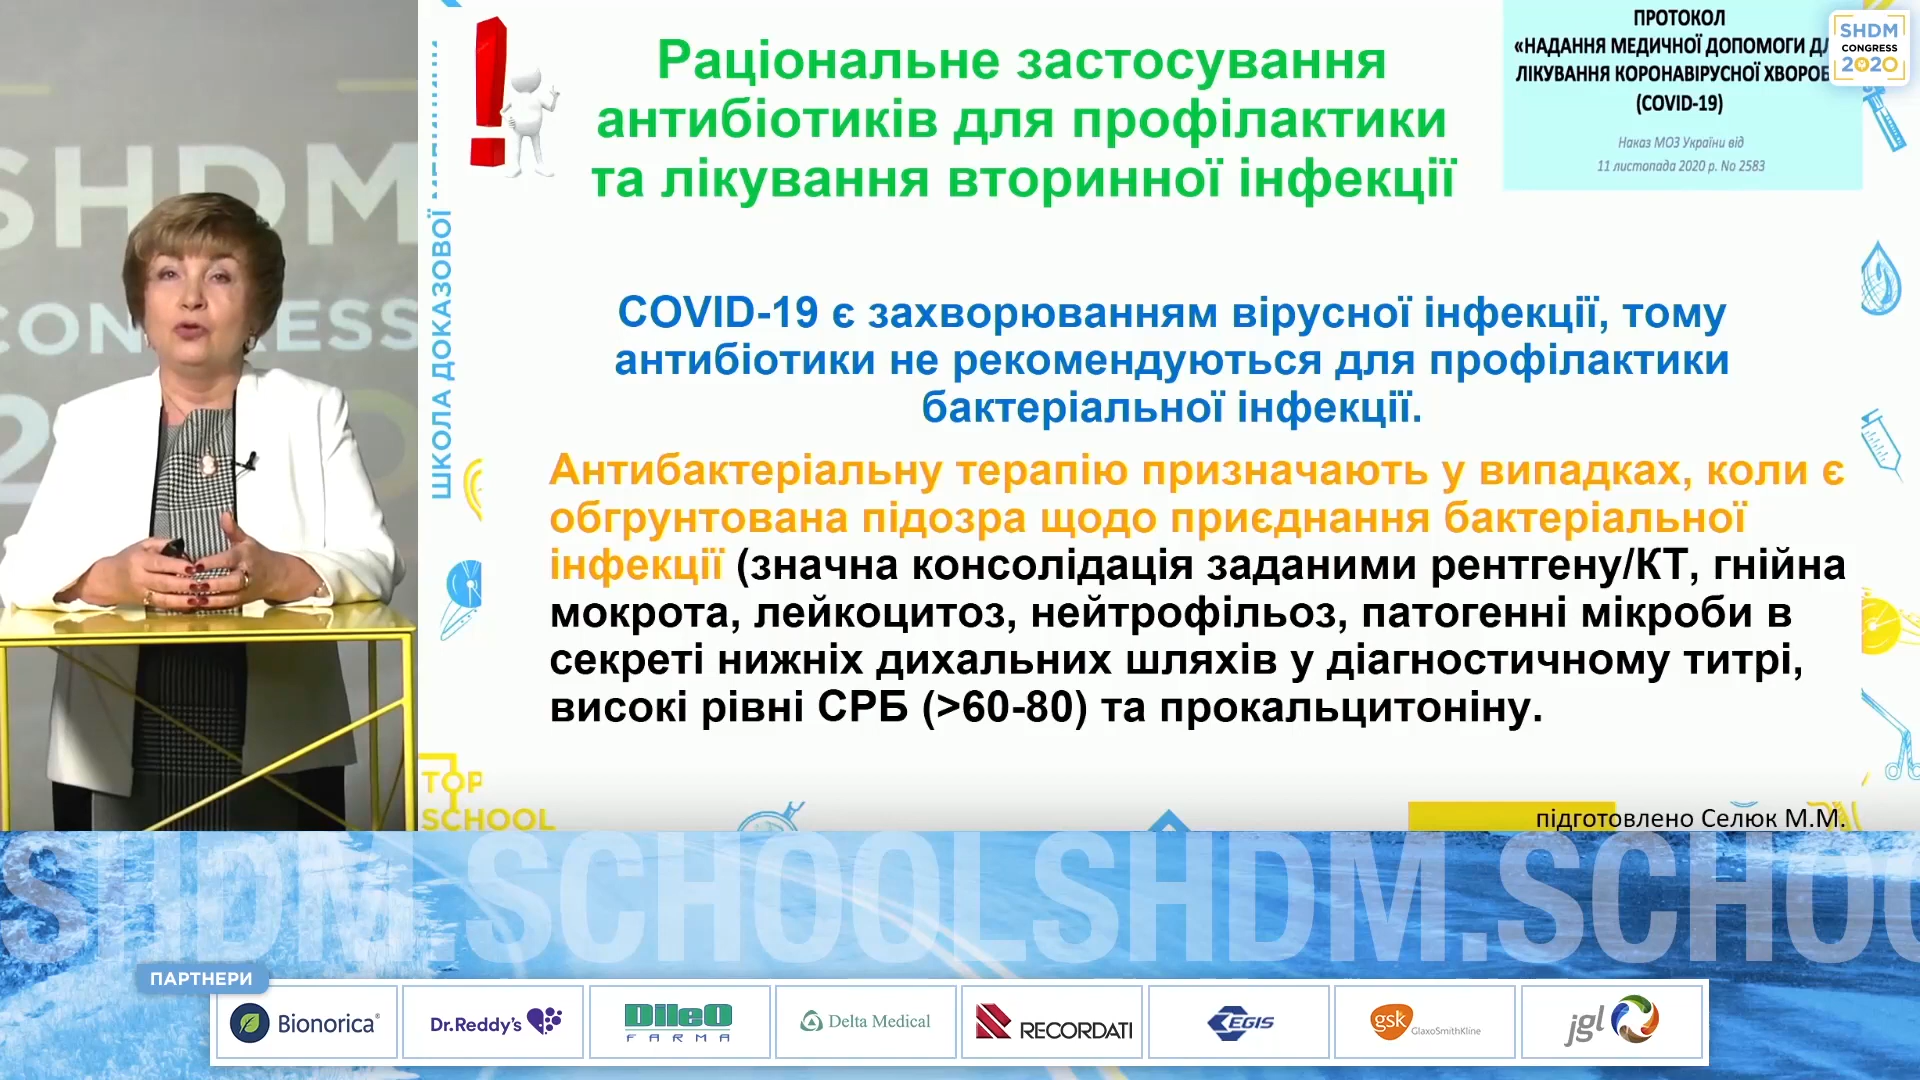 SHDM
CONGRESS
ШКОЛА ДОКАЗОВОЇ
Раціональне застосування
антибіотиків для профілактики
та лікування вторинної інфекції
ПРОТОКОЛ
«НАДАННЯ МЕДИЧНОЇ ДОПОМОГИ
ЛІКУВАННЯ КОРОНАВІРУСНОЇ
(COVID-19)
Наказ МОЗ України від
11 листопада 2020 р. No 2583
SHDM
CONGRESS
2020
COVID-19 є захворюванням вірусної інфекції, тому
антибіотики не рекомендуються для профілактики
бактеріальної інфекції.
Антибактеріальну терапію призначають у випадках, коли є
обгрунтована підозра щодо приєднання бактеріальної
інфекції (значна консолідація заданими рентгену/КТ, гнійна
мокрота, лейкоцитоз, нейтрофільоз, патогенні мікроби в
секреті нижніх дихальних шляхів у діагностичному титрі,
високі рівні СРБ (>60-80) та прокальцитоніну.
TOP
SCHOOL
підготовлено Селюк М.М.
SHDM.SCHOOLSHDM.SCHOO
ПАРТНЕРИ
Bionorica®
Dr.Reddy's
DileO
FARMA
Delta Medical
RECORDATI
EGIS
gsk
GlaxoSmithKline
jgl